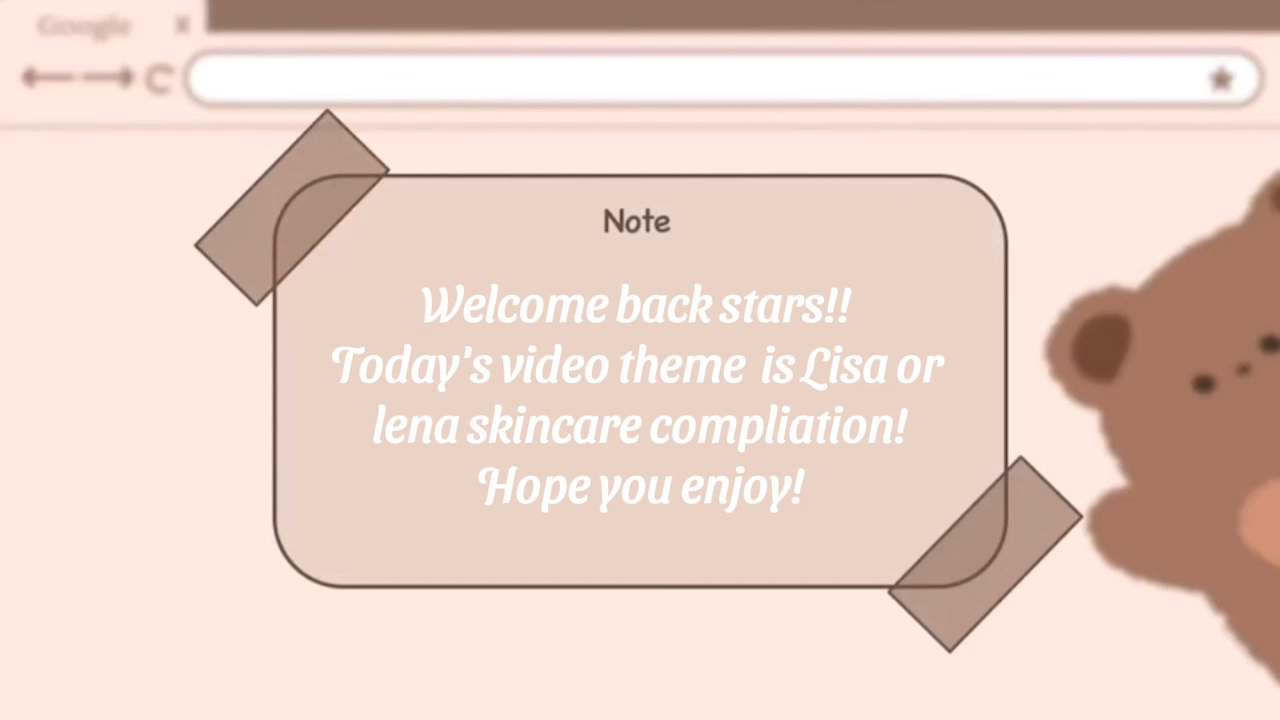 Google X
Note
Welcome back stars!!
Today's video theme is Lisa or
lena skincare compliation!
Hope you enjoy!